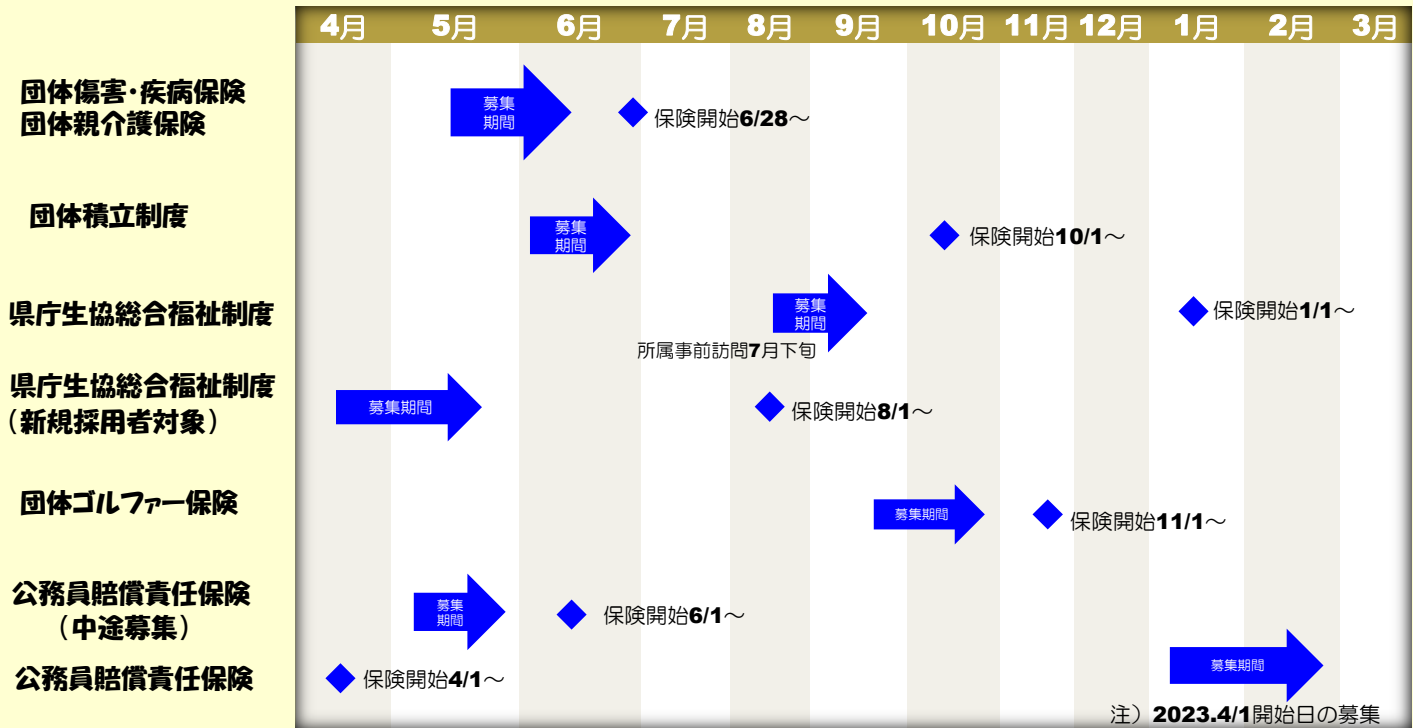 4月 5月 6月 7月 8月 9月 10月 11月 12月 1月 2月 3月
団体傷害・疾病保険
団体親介護保険
募集
期間
保険開始6/28～
団体積立制度
募集
期間
保険開始10/1～
県庁生協総合福祉制度
募集
期間
保険開始1/1～
所属事前訪問7月下旬
県庁生協総合福祉制度
（新規採用者対象）
募集期間
保険開始8/1～
団体ゴルファー保険
募集期間
保険開始11/1～
公務員賠償責任保険
（中途募集）
募集
期間
保険開始6/1～
公務員賠償責任保険
保険開始4/1～
募集期間
注）2023.4/1開始日の募集